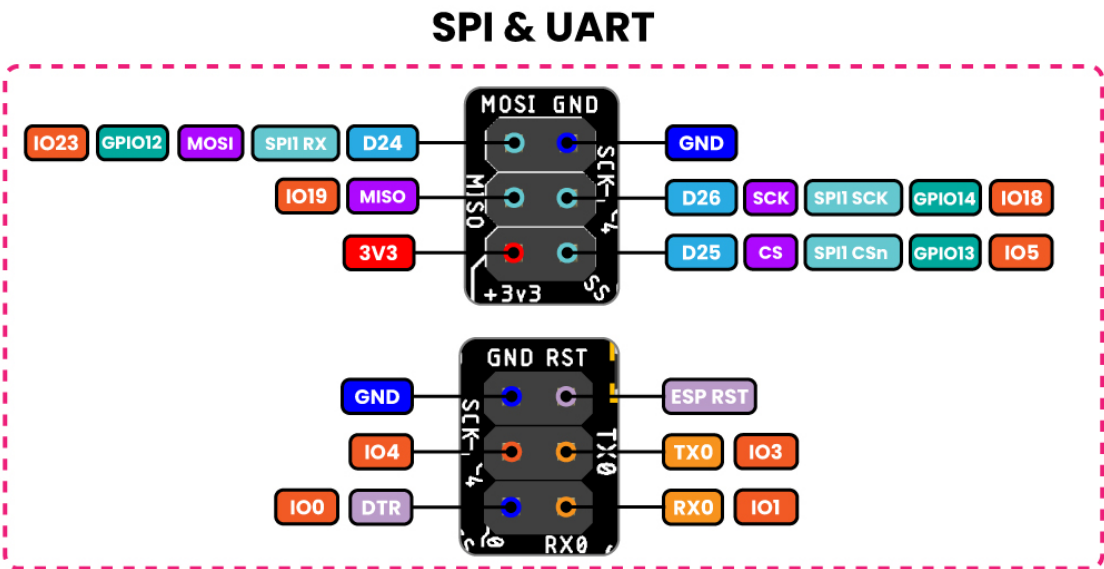 SPI & UART
MOSI GND
IO23 GPIO12 MOSI SPI1 RX D24 GND
SCK ~4
MISO
IO19 MISO D26 SCK SPI1 SCK GPIO14 IO18
3V3 D25 CS SPI1 CSn GPIO13 IO5
+3v3 SS
GND RST
GND ESP RST
SCK ~4
TX0
IO4 TX0 IO3
IO0 DTR RX0 IO1
RX0